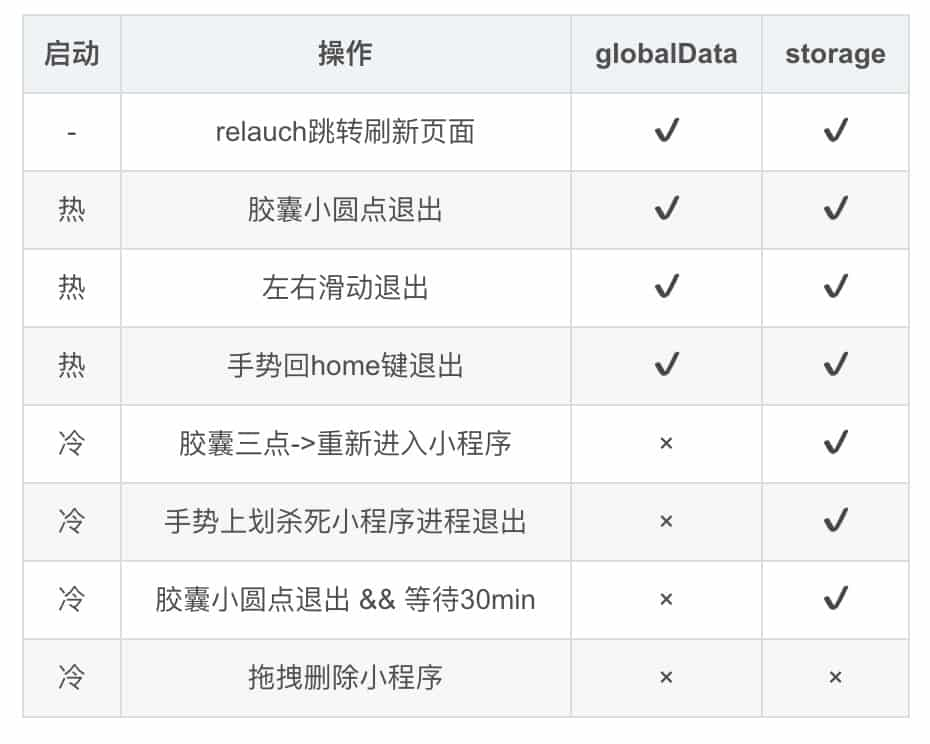 启动 操作 globalData storage
- relauch跳转刷新页面 ✓ ✓
热 胶囊小圆点退出 ✓ ✓
热 左右滑动退出 ✓ ✓
热 手势回home键退出 ✓ ✓
冷 胶囊三点->重新进入小程序 × ✓
冷 手势上划杀死小程序进程退出 × ✓
冷 胶囊小圆点退出 && 等待30min × ✓
冷 拖拽删除小程序 × ×